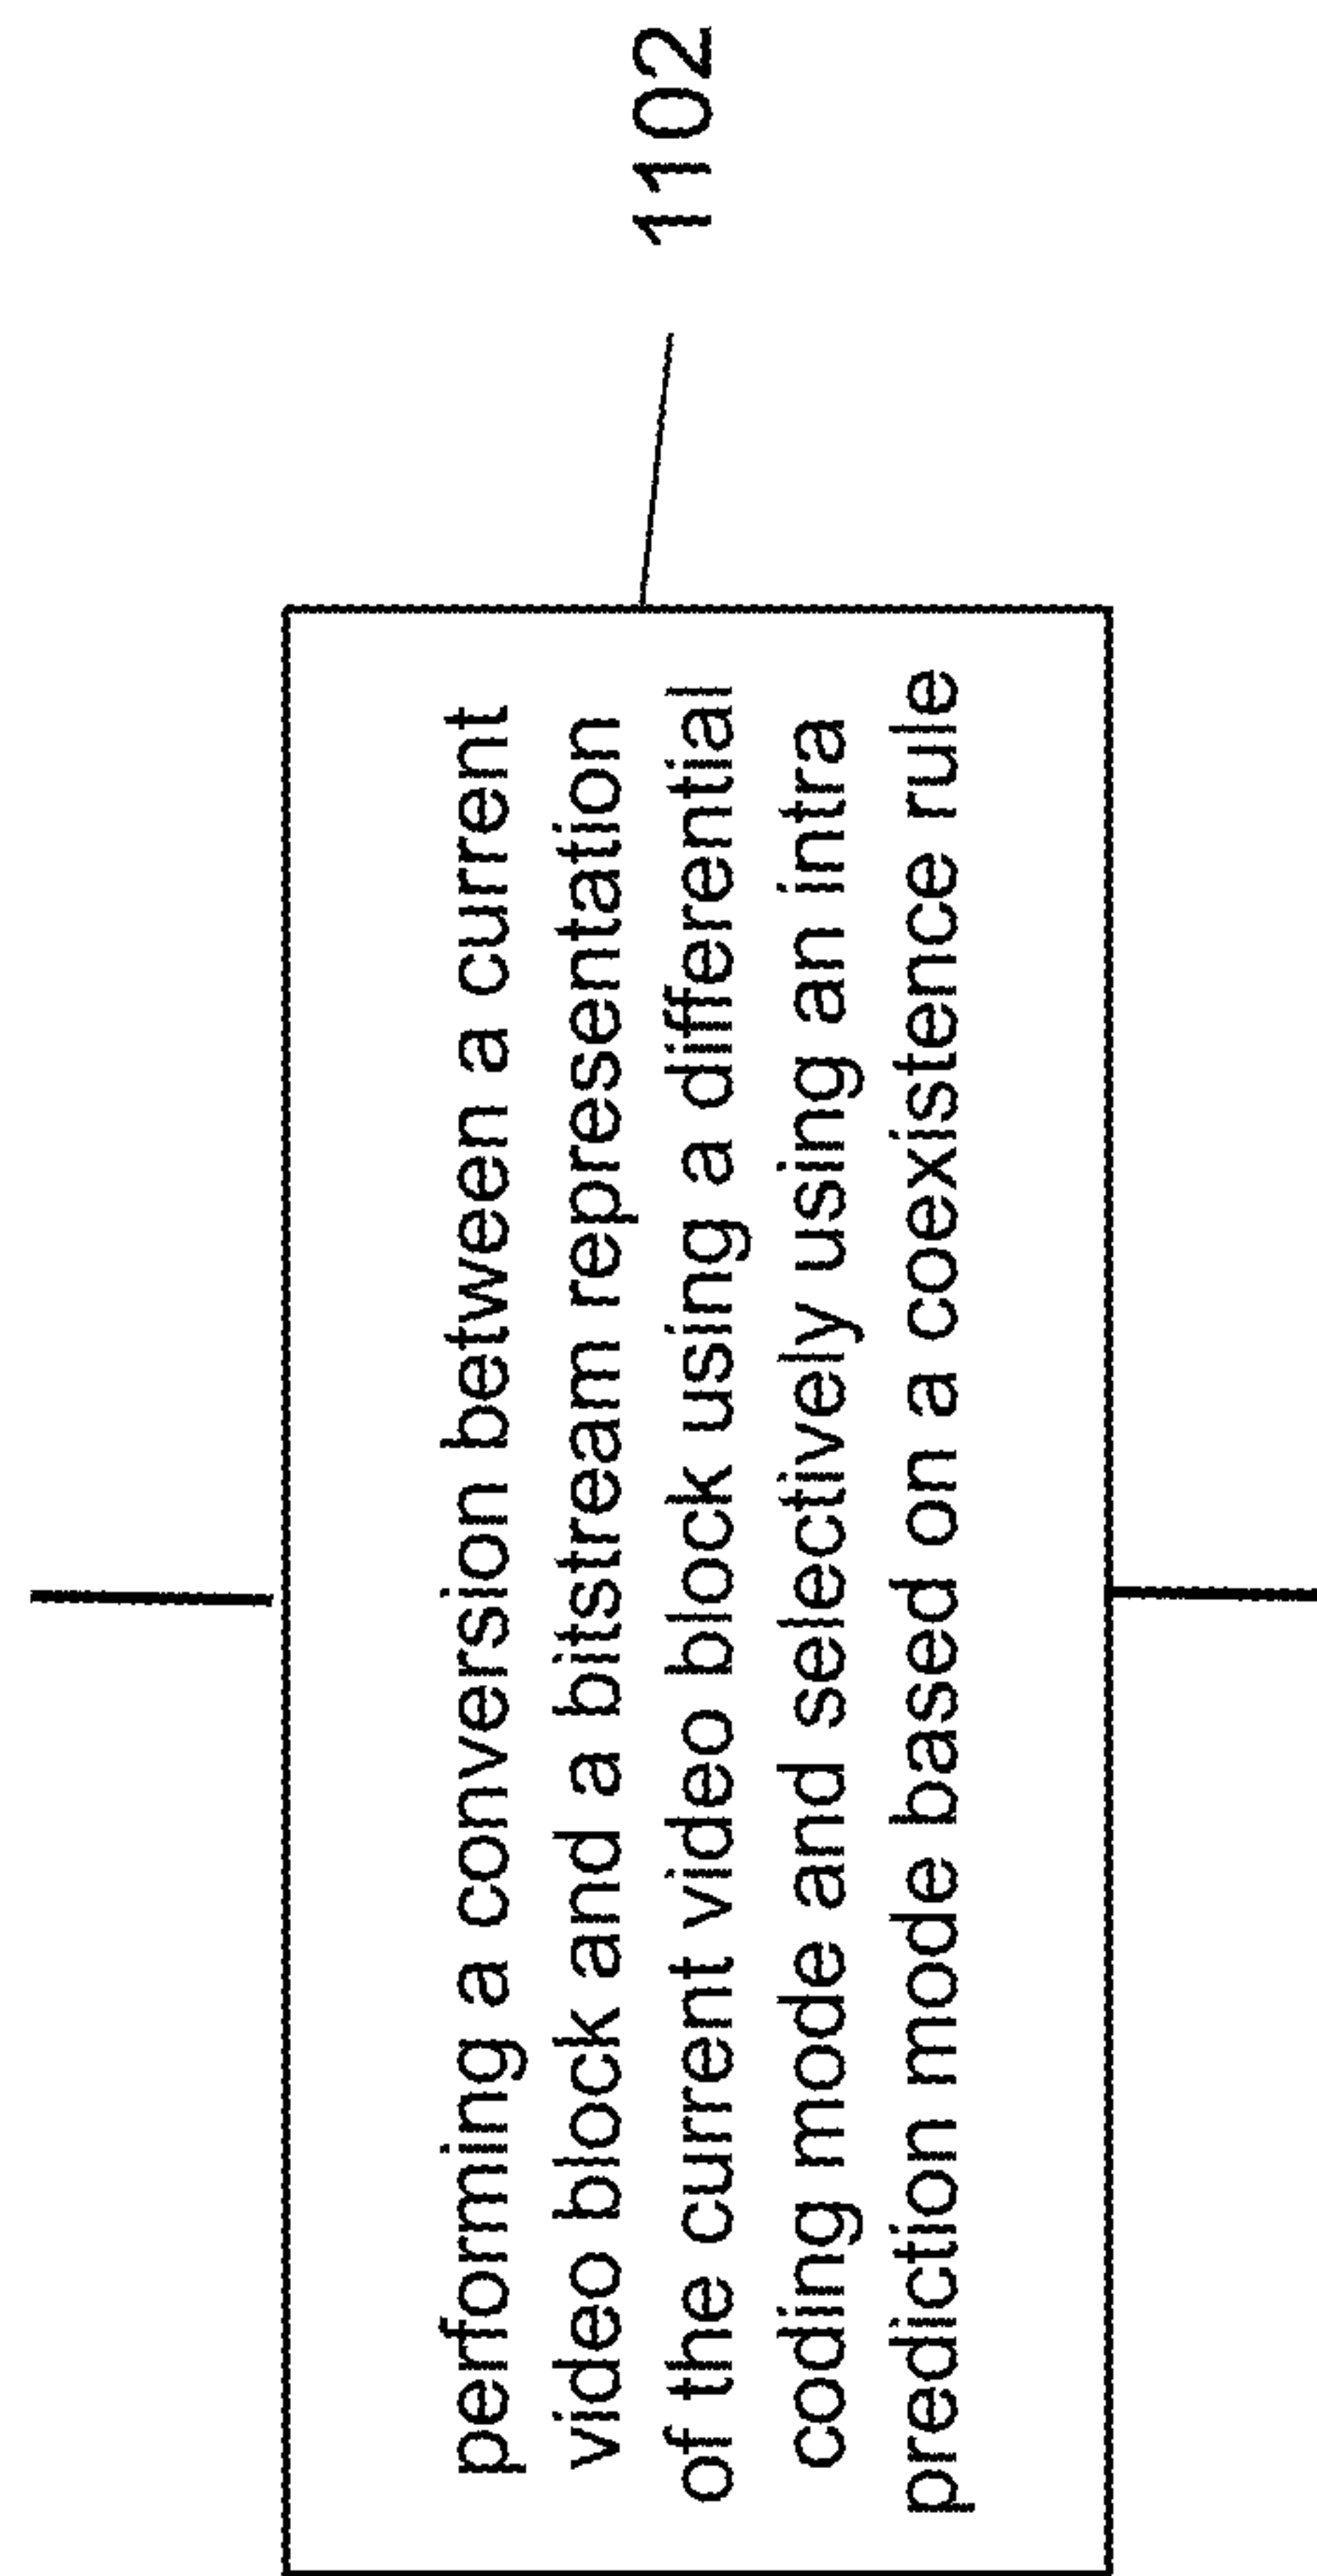 performing a conversion between a current
video block and a bitstream representation
of the current video block using a differential
coding mode and selectively using an intra
prediction mode based on a coexistence rule
1102